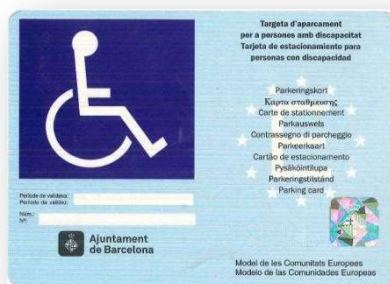 Targeta d'aparcament
per a persones amb discapacitat
Tarjeta de estacionamiento para
personas con discapacidad
Parkeringskort
Κάρτα στάθμευσης
Carte de stationnement
Parkausweis
Contrassegno di parcheggio
Parkeerkaart
Cartão de estacionamento
Pysäköintilupa
Parkeringstillstånd
Parking card
Període de validesa:
Periodo de validez:
Núm.:
Nº:
Ajuntament
de Barcelona
Model de les Comunitats Europees
Modelo de las Comunidades Europeas